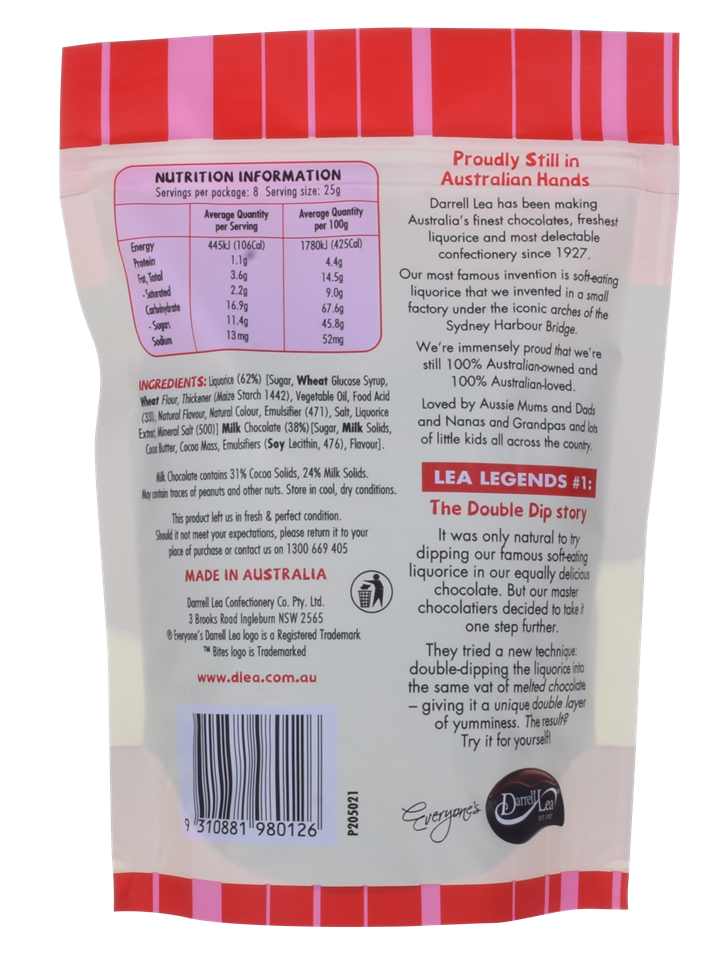 NUTRITION INFORMATION
Servings per package: 8 Serving size: 25g
Average Quantity per Serving Average Quantity per 100g
Energy 445kJ (106Cal) 1780kJ (425Cal)
Protein 1.1g 4.4g
Fat, Total 3.6g 14.5g
- Saturated 2.2g 9.0g
Carbohydrate 16.9g 67.6g
- Sugars 11.4g 45.8g
Sodium 13mg 52mg
INGREDIENTS: Liquorice (62%) [Sugar, Wheat Glucose Syrup,
Wheat Flour, Thickener (Maize Starch 1442), Vegetable Oil, Food Acid
(330), Natural Flavour, Natural Colour, Emulsifier (471), Salt, Liquorice
Extract, Mineral Salt (500)] Milk Chocolate (38%) [Sugar, Milk Solids,
Cocoa Butter, Cocoa Mass, Emulsifiers (Soy Lecithin, 476), Flavour].
Milk Chocolate contains 31% Cocoa Solids, 24% Milk Solids.
May contain traces of peanuts and other nuts. Store in cool, dry conditions.
This product left us in fresh & perfect condition.
Should it not meet your expectations, please return it to your
place of purchase or contact us on 1300 669 405
MADE IN AUSTRALIA
Darrell Lea Confectionery Co. Pty. Ltd.
3 Brooks Road Ingleburn NSW 2565
® Everyone's Darrell Lea logo is a Registered Trademark
™ Bites logo is Trademarked
www.dlea.com.au
9 310881 980126
P205021
Proudly Still in
Australian Hands
Darrell Lea has been making
Australia's finest chocolates, freshest
liquorice and most delectable
confectionery since 1927.
Our most famous invention is soft-eating
liquorice that we invented in a small
factory under the iconic arches of the
Sydney Harbour Bridge.
We're immensely proud that we're
still 100% Australian-owned and
100% Australian-loved.
Loved by Aussie Mums and Dads
and Nanas and Grandpas and lots
of little kids all across the country.
LEA LEGENDS #1:
The Double Dip story
It was only natural to try
dipping our famous soft-eating
liquorice in our equally delicious
chocolate. But our master
chocolatiers decided to take it
one step further.
They tried a new technique:
double-dipping the liquorice into
the same vat of melted chocolate
– giving it a unique double layer
of yumminess. The result?
Try it for yourself!
Everyone's Darrell Lea
EST. 1927